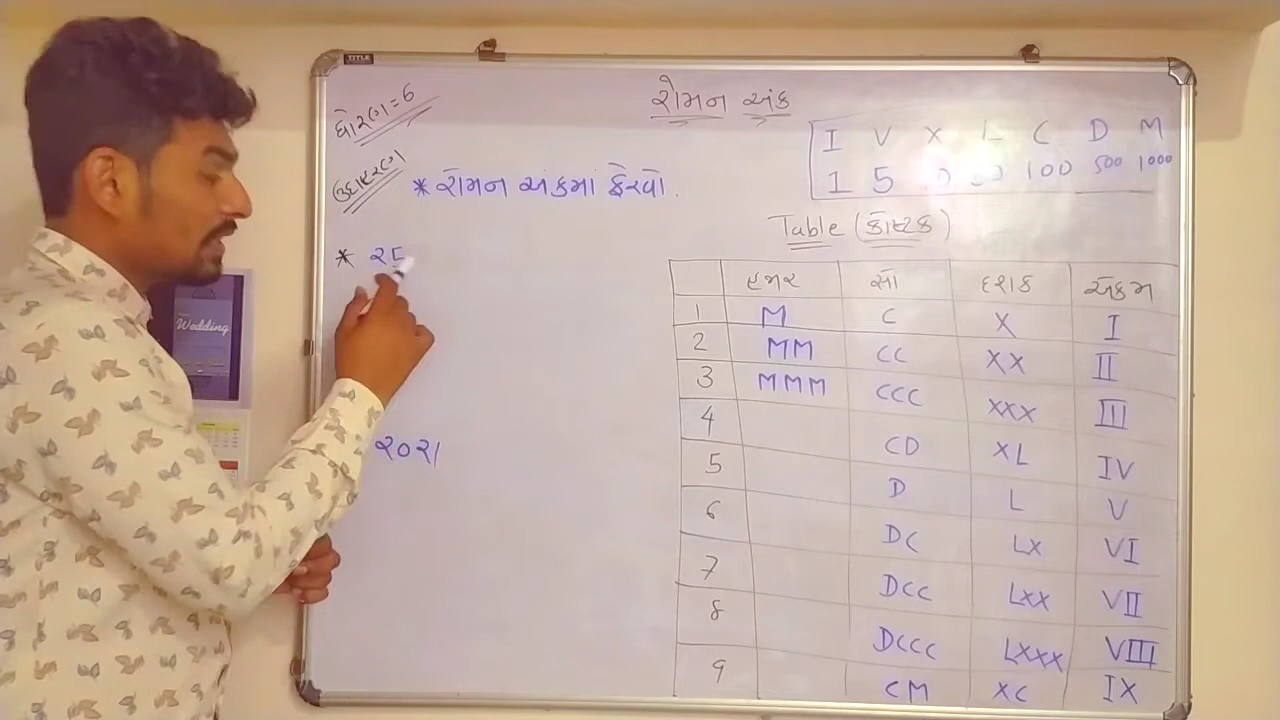 TITLE
રોમન અંક
ધોરણ = 6
ઉદાહરણ
* રોમન અંકમાં ફેરવો.
I V X L C D M
1 5 100 500 1000
Table (કોષ્ટક)
* ૨૬
Wedding
૨૦૨૧
હજાર સો દશક એકમ
1 M C X I
2 MM CC XX II
3 MMM CCC XXX III
4 CD XL IV
5 D L V
6 DC LX VI
7 DCC LXX VII
8 DCCC LXXX VIII
9 CM XC IX